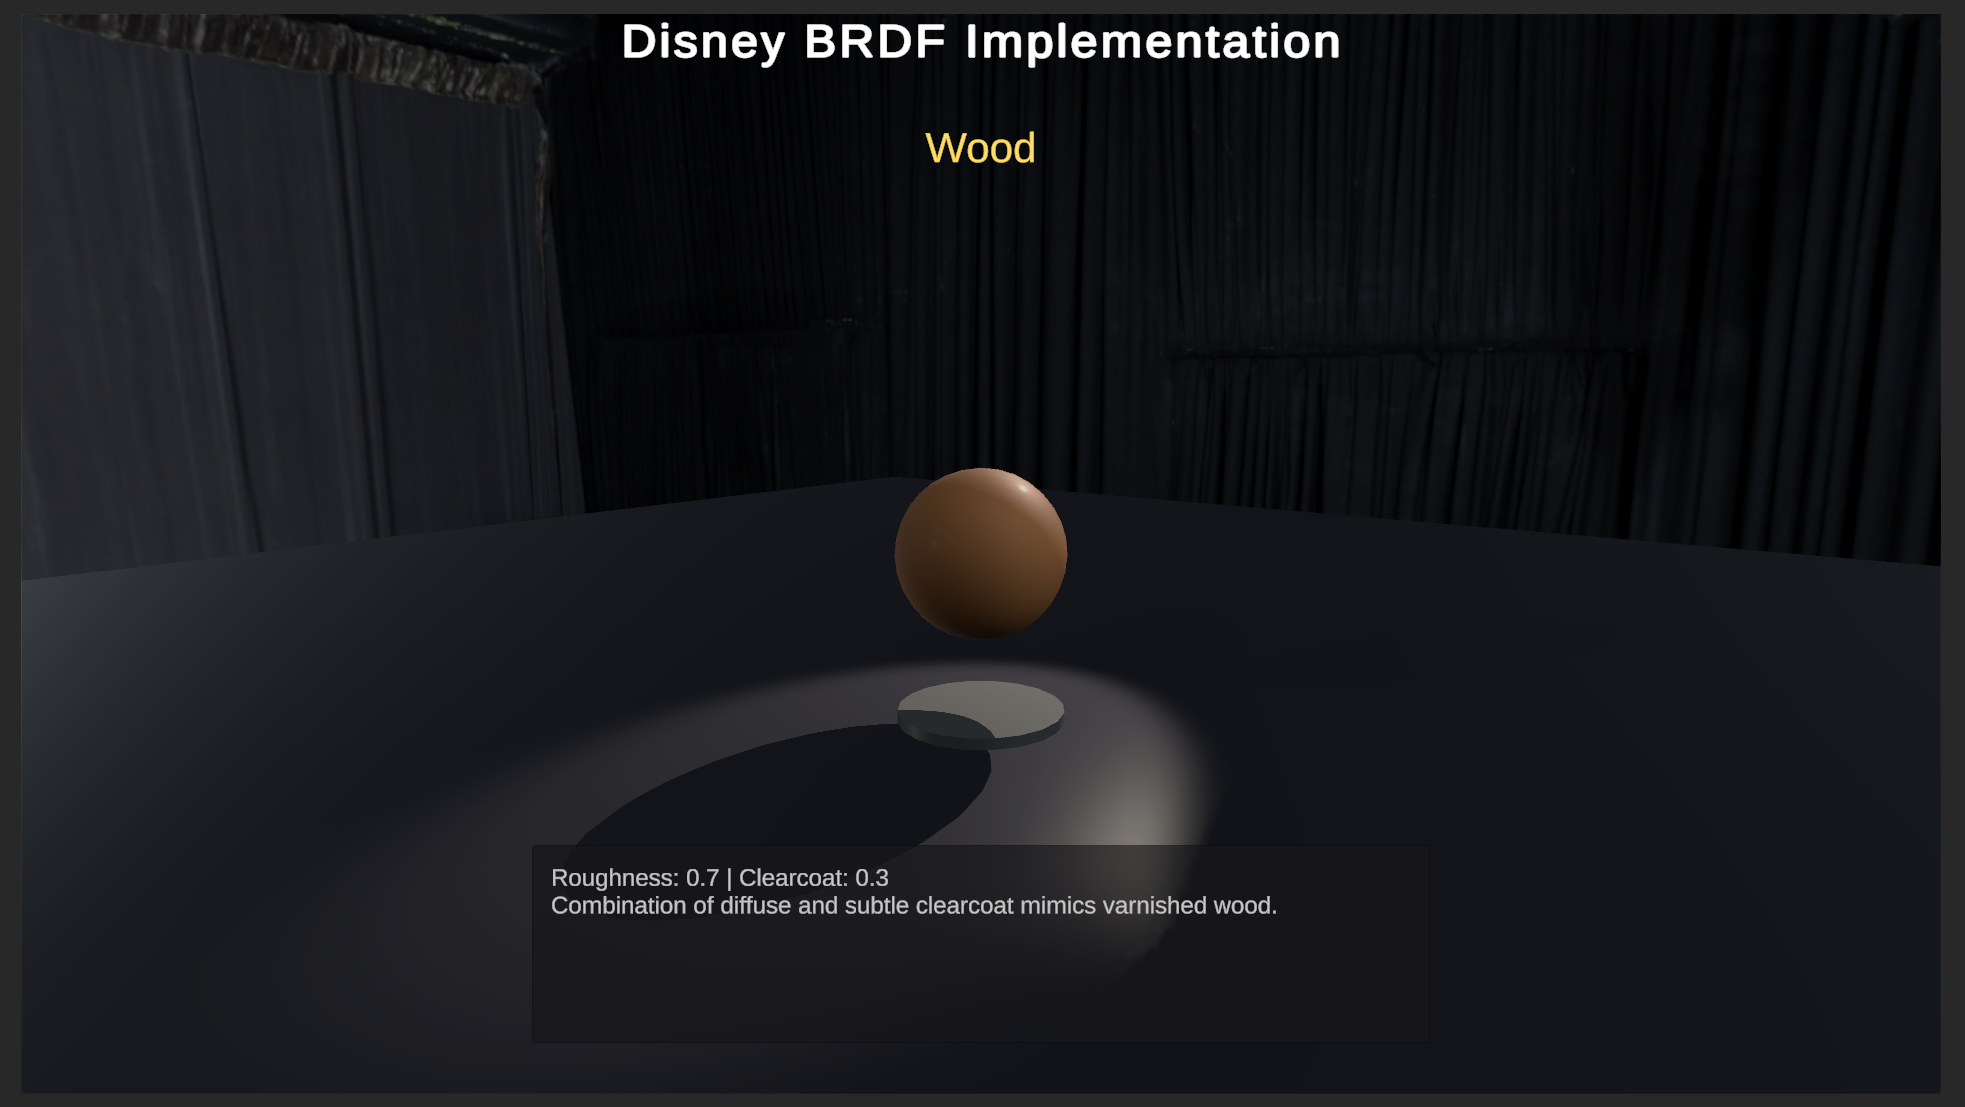 Disney BRDF Implementation
Wood
Roughness: 0.7 | Clearcoat: 0.3
Combination of diffuse and subtle clearcoat mimics varnished wood.